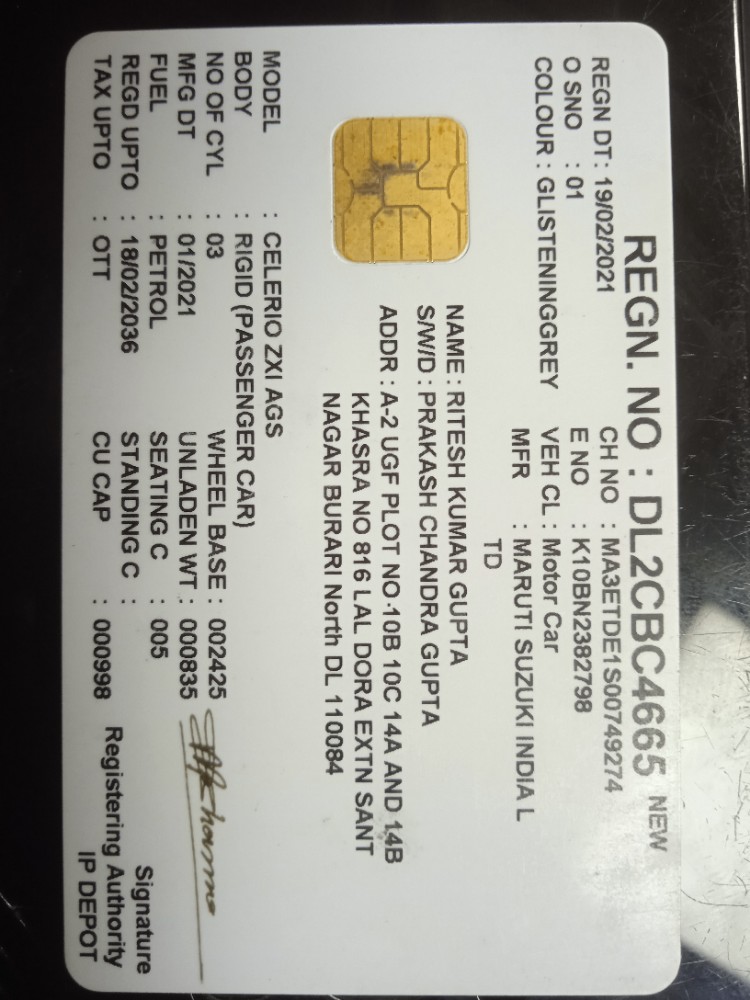 REGN. NO : DL2CBC4665 NEW
REGN DT : 19/02/2021 CH NO : MA3ETDE1S00749274
O SNO : 01 E NO : K10BN2382798
COLOUR : GLISTENINGGREY VEH CL : Motor Car
MFR : MARUTI SUZUKI INDIA L
TD
NAME : RITESH KUMAR GUPTA
S/W/D : PRAKASH CHANDRA GUPTA
ADDR : A-2 UGF PLOT NO 10B 10C 14A AND 14B
KHASRA NO 816 LAL DORA EXTN SANT
NAGAR BURARI North DL 110084
MODEL : CELERIO ZXI AGS
BODY : RIGID (PASSENGER CAR)
NO OF CYL : 03 WHEEL BASE : 002425
MFG DT : 01/2021 UNLADEN WT : 000835
FUEL : PETROL SEATING C : 005
REGD UPTO : 18/02/2036 STANDING C :
TAX UPTO : OTT CU CAP : 000998
Signature
Registering Authority
IP DEPOT